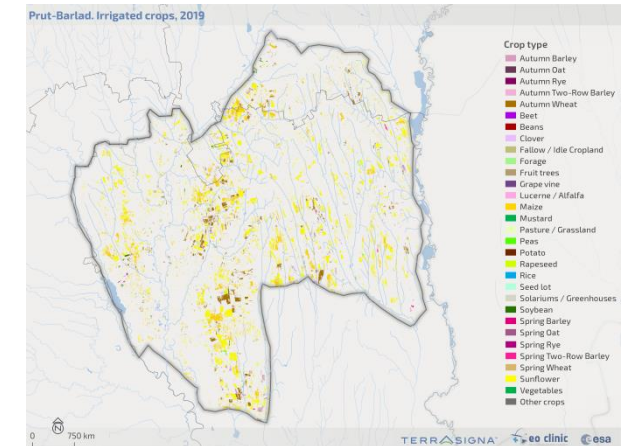 Prut-Barlad. Irrigated crops, 2019
Crop type
Autumn Barley
Autumn Oat
Autumn Rye
Autumn Two-Row Barley
Autumn Wheat
Beet
Beans
Clover
Fallow / Idle Cropland
Forage
Fruit trees
Grape vine
Lucerne / Alfalfa
Maize
Mustard
Pasture / Grassland
Peas
Potato
Rapeseed
Rice
Seed lot
Solariums / Greenhouses
Soybean
Spring Barley
Spring Oat
Spring Rye
Spring Two-Row Barley
Spring Wheat
Sunflower
Vegetables
Other crops
N
0 750 km
TERRASIGNA eo clinic esa